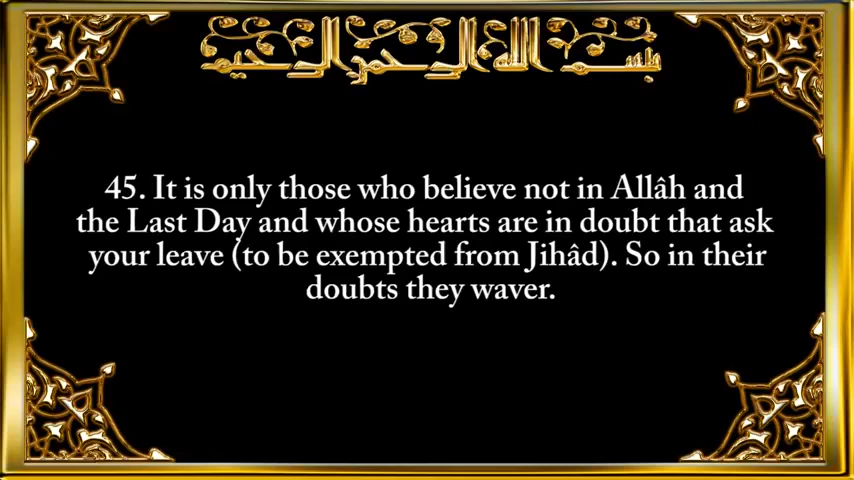 بسم الله الرحمن الرحيم
45. It is only those who believe not in Allâh and
the Last Day and whose hearts are in doubt that ask
your leave (to be exempted from Jihâd). So in their
doubts they waver.